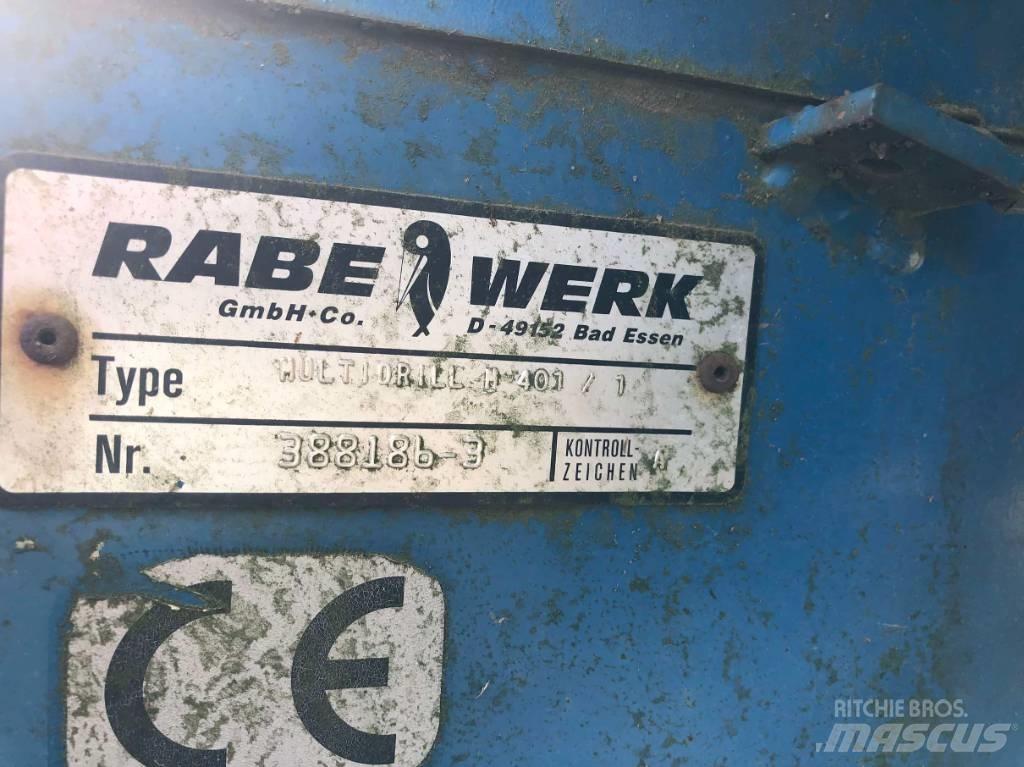 RABE WERK
GmbH+Co. D-49152 Bad Essen
Type MULTIDRILL M 401 / 1
Nr. 388186-3 KONTROLL-
ZEICHEN
CE
RITCHIE BROS.
MASCUS